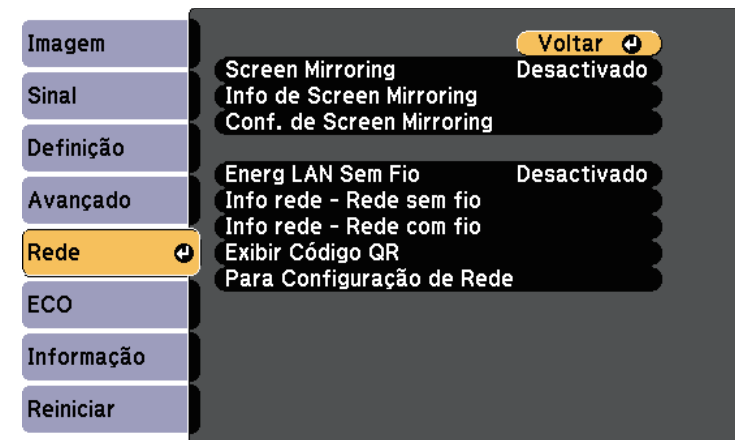 Imagem
Sinal
Definição
Avançado
Rede
ECO
Informação
Reiniciar
Voltar
Screen Mirroring Desactivado
Info de Screen Mirroring
Conf. de Screen Mirroring
Energ LAN Sem Fio Desactivado
Info rede - Rede sem fio
Info rede - Rede com fio
Exibir Código QR
Para Configuração de Rede